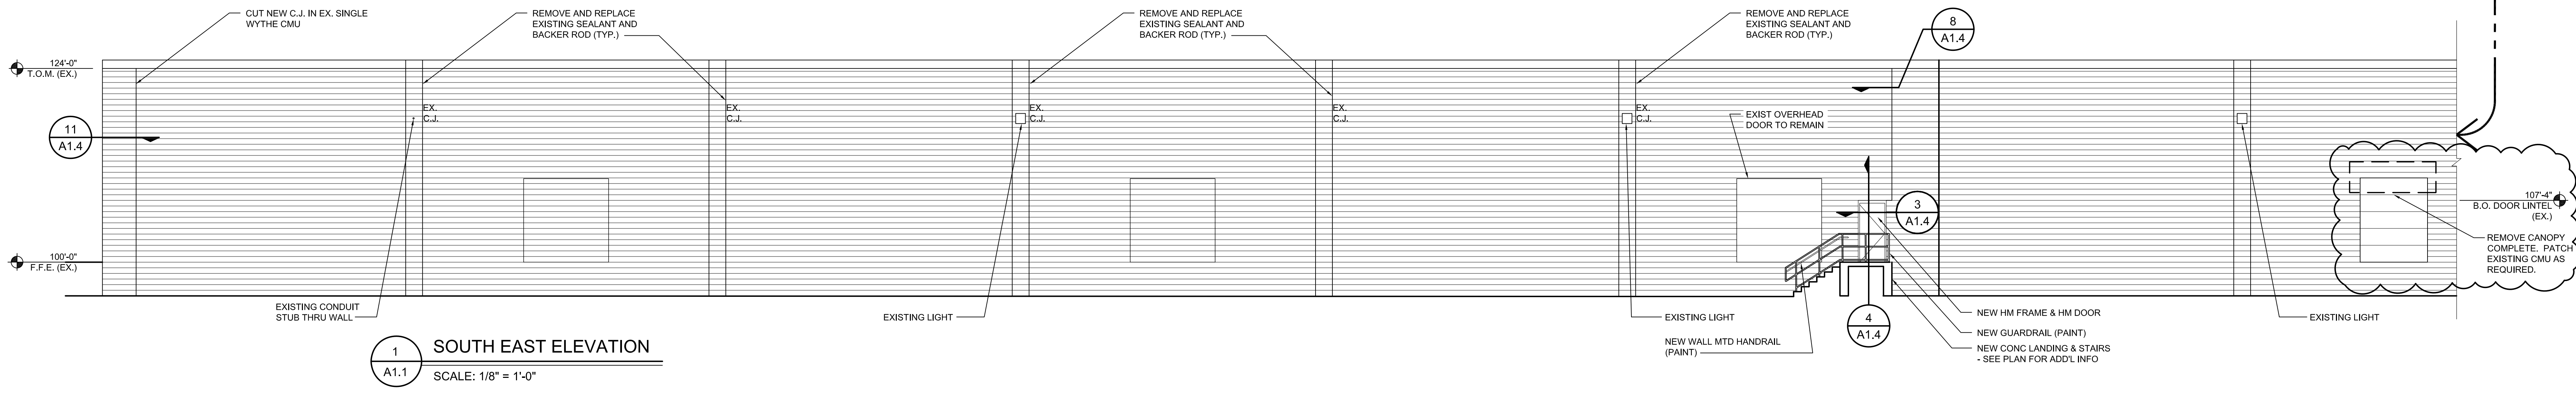 CUT NEW C.J. IN EX. SINGLE
WYTHE CMU
REMOVE AND REPLACE
EXISTING SEALANT AND
BACKER ROD (TYP.)
REMOVE AND REPLACE
EXISTING SEALANT AND
BACKER ROD (TYP.)
REMOVE AND REPLACE
EXISTING SEALANT AND
BACKER ROD (TYP.)
8
A1.4
124'-0"
T.O.M. (EX.)
EX.
C.J.
EX.
C.J.
EX.
C.J.
EX.
C.J.
EX.
C.J.
EXIST OVERHEAD
DOOR TO REMAIN
11
A1.4
3
A1.4
107'-4"
B.O. DOOR LINTEL
(EX.)
REMOVE CANOPY
COMPLETE. PATCH
EXISTING CMU AS
REQUIRED.
100'-0"
F.F.E. (EX.)
EXISTING CONDUIT
STUB THRU WALL
EXISTING LIGHT
EXISTING LIGHT
NEW WALL MTD HANDRAIL
(PAINT)
4
A1.4
NEW HM FRAME & HM DOOR
NEW GUARDRAIL (PAINT)
NEW CONC LANDING & STAIRS
- SEE PLAN FOR ADD'L INFO
EXISTING LIGHT
1
A1.1
SOUTH EAST ELEVATION
SCALE: 1/8" = 1'-0"